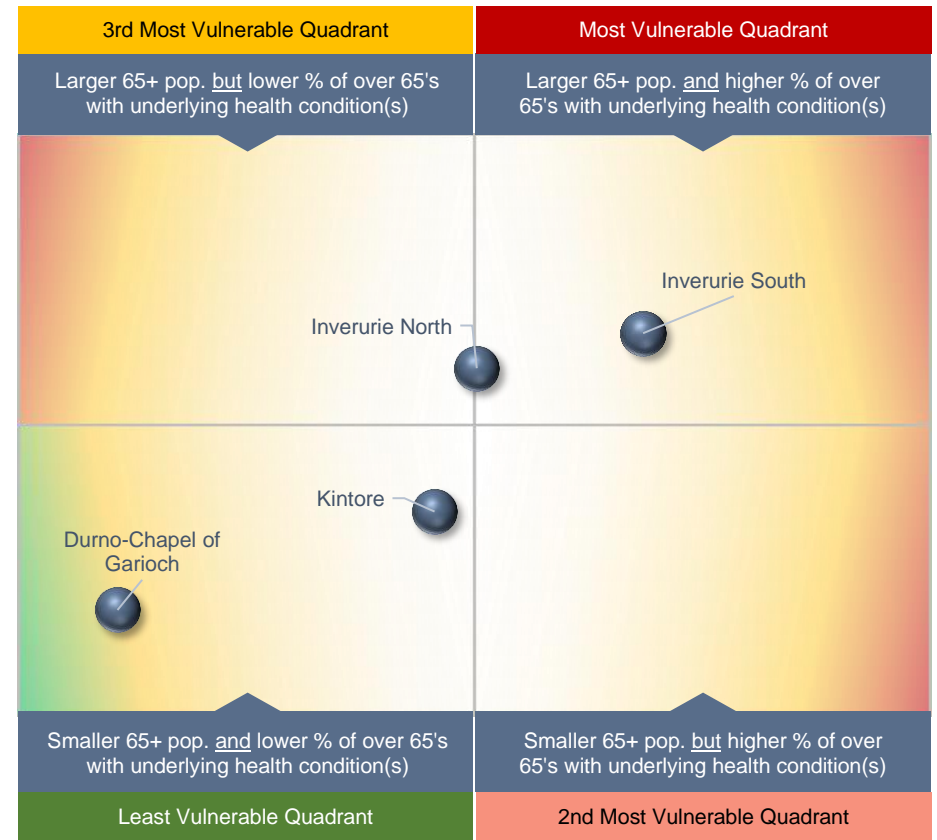 3rd Most Vulnerable Quadrant
Most Vulnerable Quadrant
Larger 65+ pop. but lower % of over 65's
with underlying health condition(s)
Larger 65+ pop. and higher % of over
65's with underlying health condition(s)
Inverurie South
Inverurie North
Kintore
Durno-Chapel of
Garioch
Smaller 65+ pop. and lower % of over 65's
with underlying health condition(s)
Smaller 65+ pop. but higher % of over
65's with underlying health condition(s)
Least Vulnerable Quadrant
2nd Most Vulnerable Quadrant